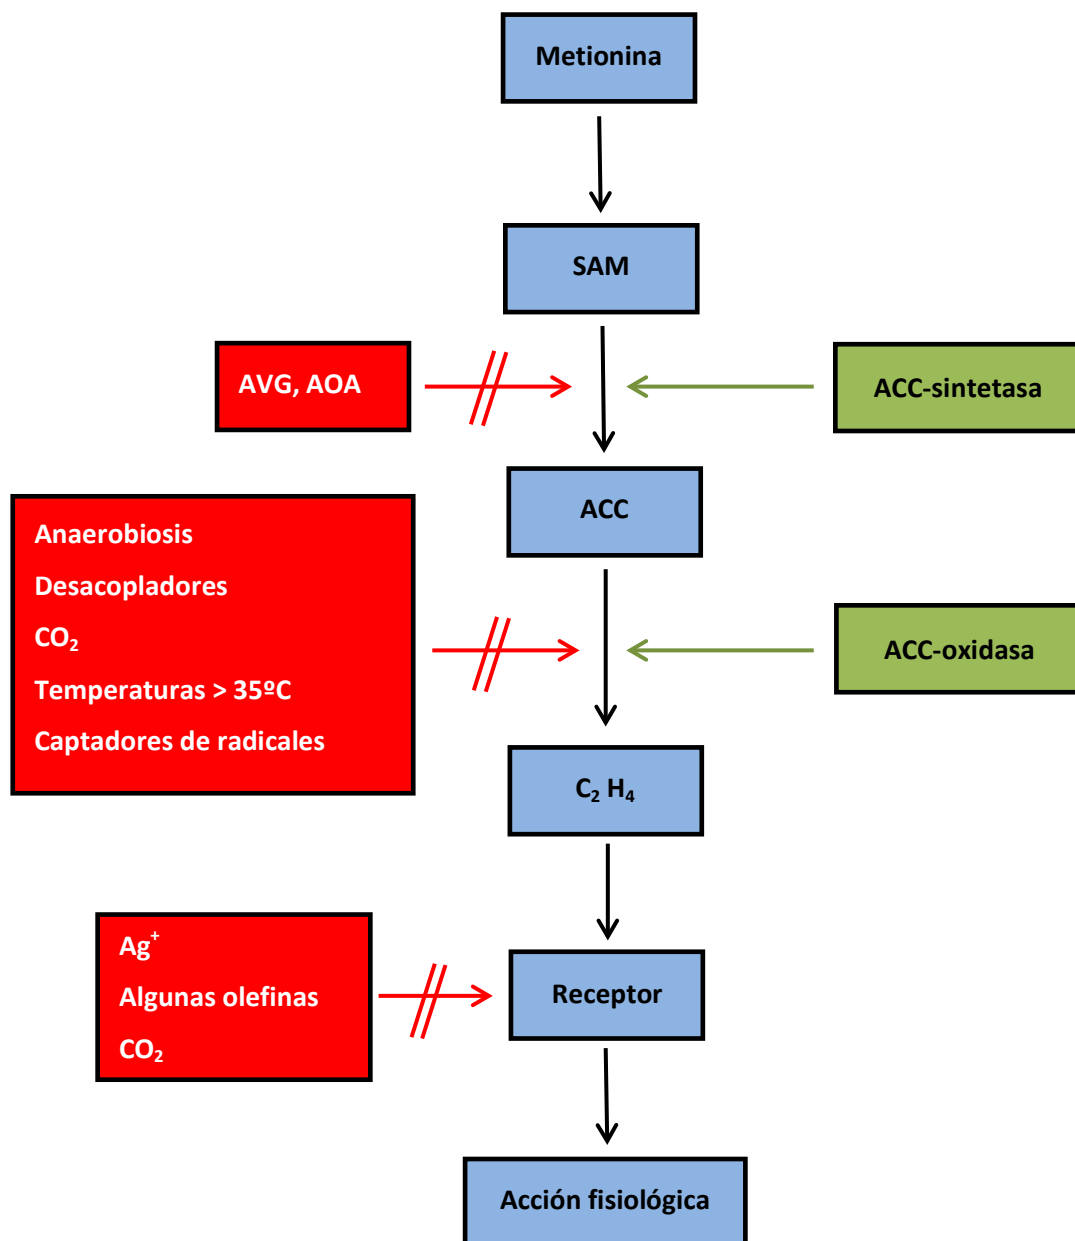 Metionina
SAM
AVG, AOA
ACC-sintetasa
ACC
Anaerobiosis
Desacopladores
CO₂
Temperaturas > 35ºC
Captadores de radicales
ACC-oxidasa
C₂ H₄
Ag⁺
Algunas olefinas
CO₂
Receptor
Acción fisiológica